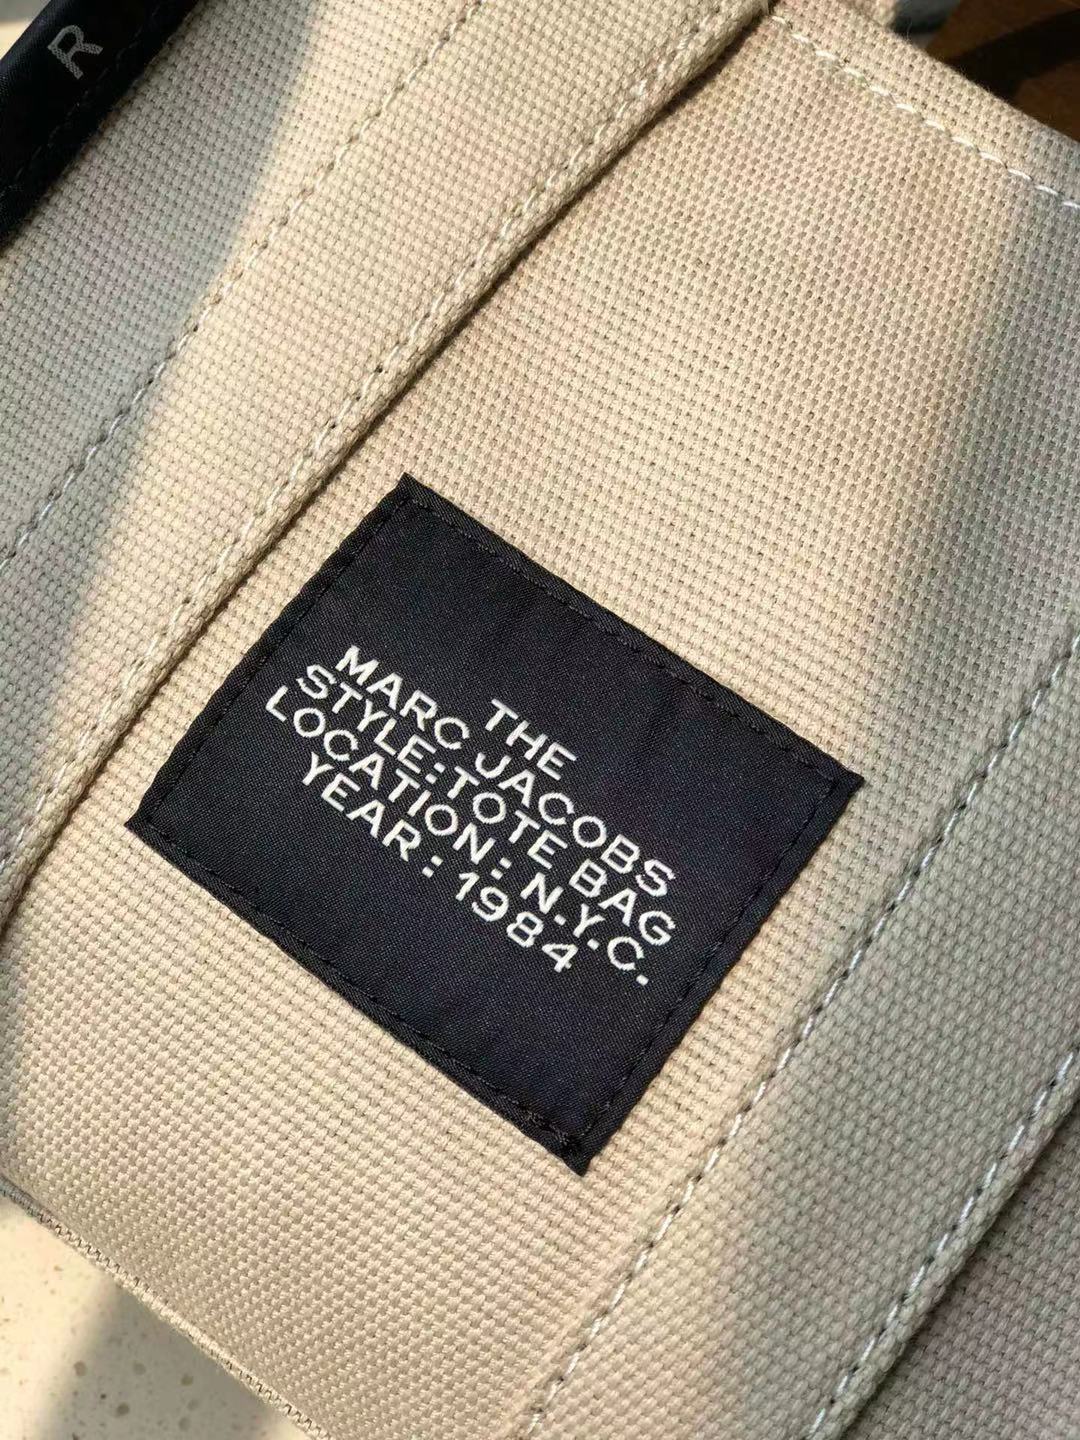 R
THE
MARC JACOBS
STYLE:TOTE BAG
LOCATION: N.Y.C.
YEAR : 1984